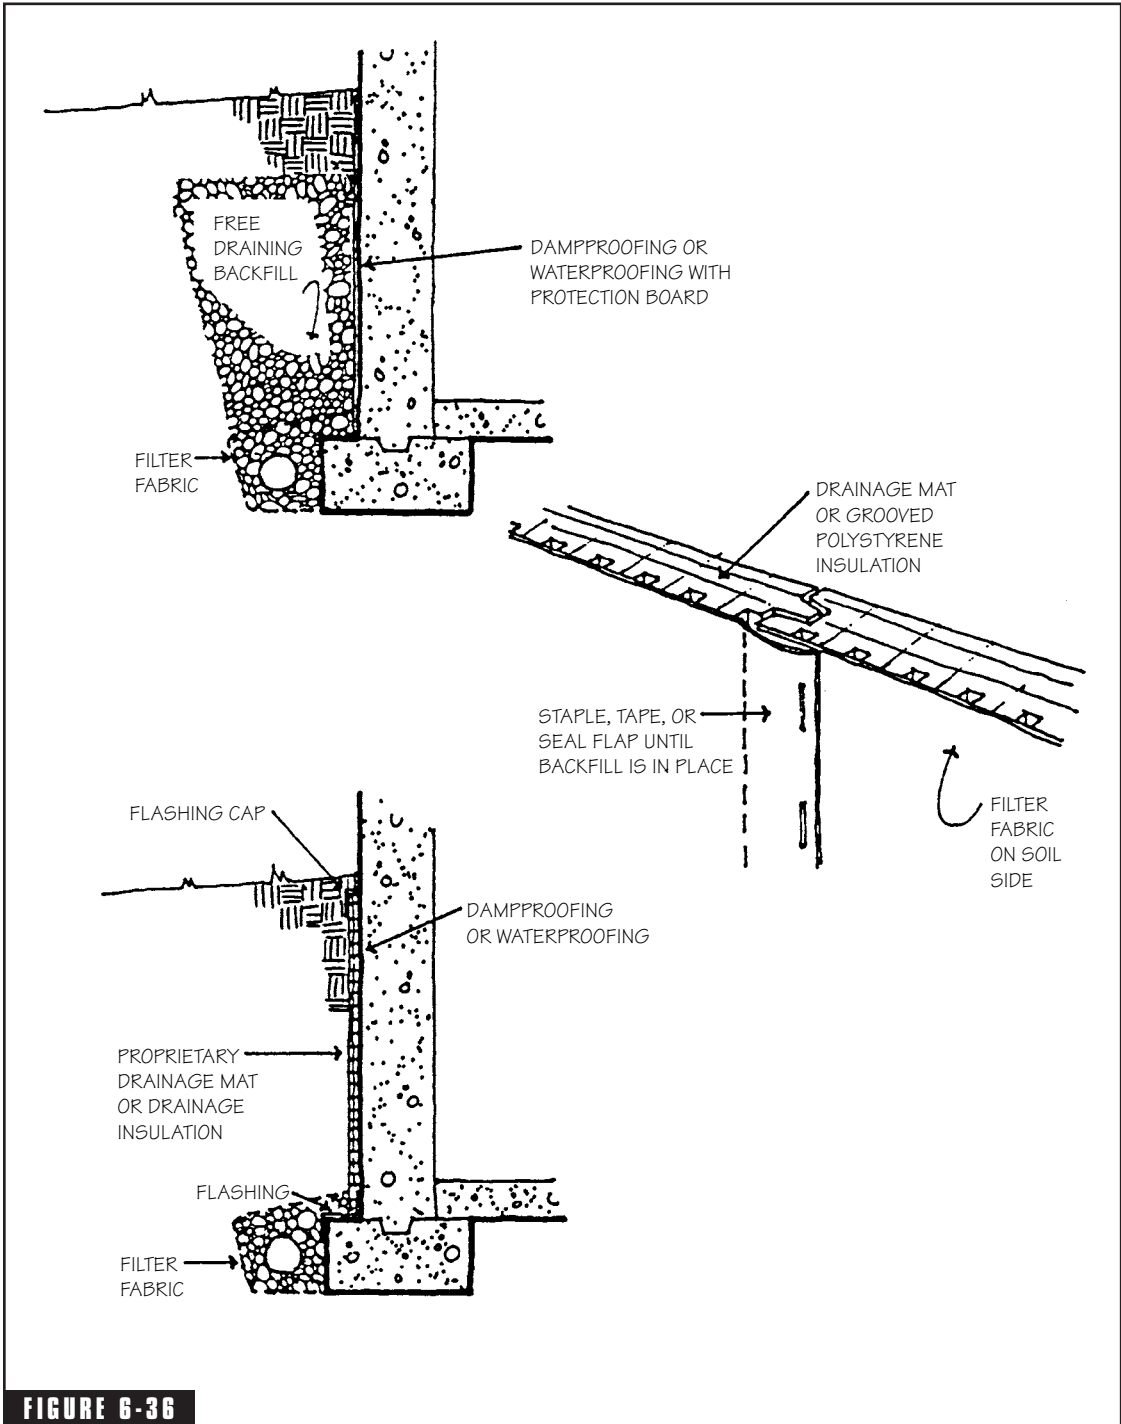 FREE
DRAINING
BACKFILL
DAMPPROOFING OR
WATERPROOFING WITH
PROTECTION BOARD
FILTER
FABRIC
DRAINAGE MAT
OR GROOVED
POLYSTYRENE
INSULATION
STAPLE, TAPE, OR
SEAL FLAP UNTIL
BACKFILL IS IN PLACE
FILTER
FABRIC
ON SOIL
SIDE
FLASHING CAP
DAMPPROOFING
OR WATERPROOFING
PROPRIETARY
DRAINAGE MAT
OR DRAINAGE
INSULATION
FLASHING
FILTER
FABRIC
FIGURE 6-36